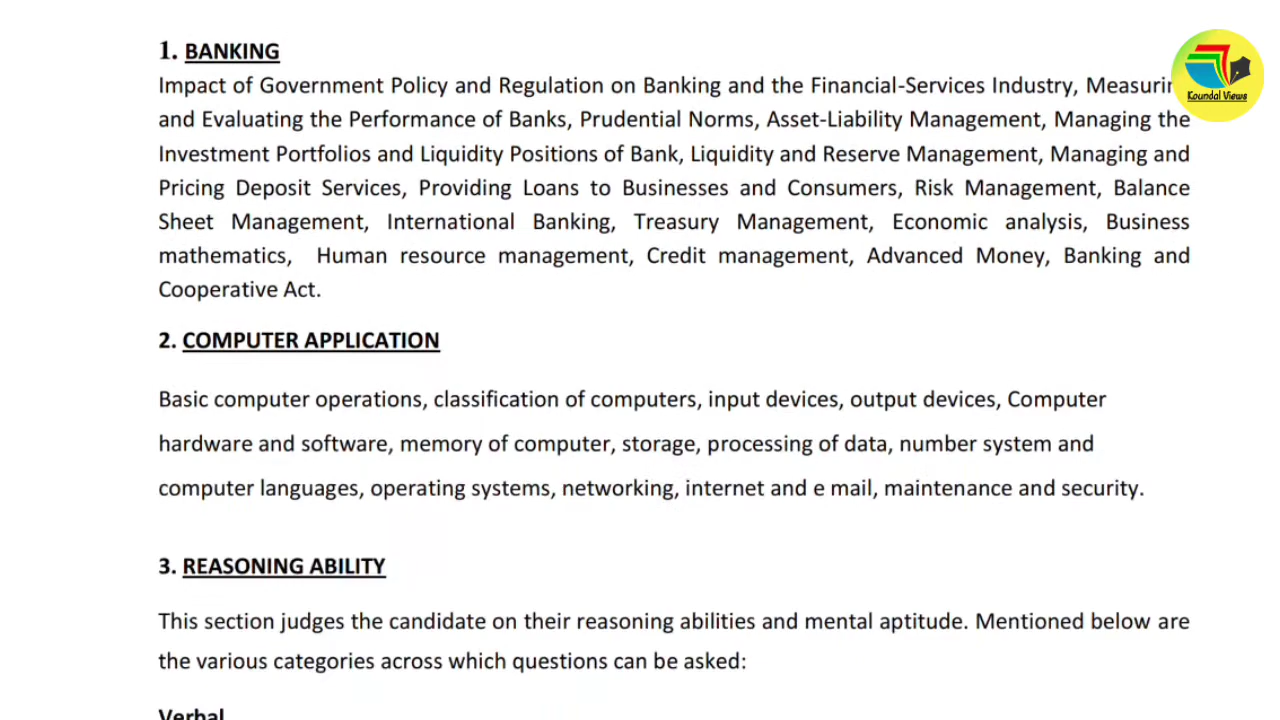 1. BANKING
Impact of Government Policy and Regulation on Banking and the Financial-Services Industry, Measurin
and Evaluating the Performance of Banks, Prudential Norms, Asset-Liability Management, Managing the
Investment Portfolios and Liquidity Positions of Bank, Liquidity and Reserve Management, Managing and
Pricing Deposit Services, Providing Loans to Businesses and Consumers, Risk Management, Balance
Sheet Management, International Banking, Treasury Management, Economic analysis, Business
mathematics, Human resource management, Credit management, Advanced Money, Banking and
Cooperative Act.
2. COMPUTER APPLICATION
Basic computer operations, classification of computers, input devices, output devices, Computer
hardware and software, memory of computer, storage, processing of data, number system and
computer languages, operating systems, networking, internet and e mail, maintenance and security.
3. REASONING ABILITY
This section judges the candidate on their reasoning abilities and mental aptitude. Mentioned below are
the various categories across which questions can be asked:
Verbal
Koundal Views